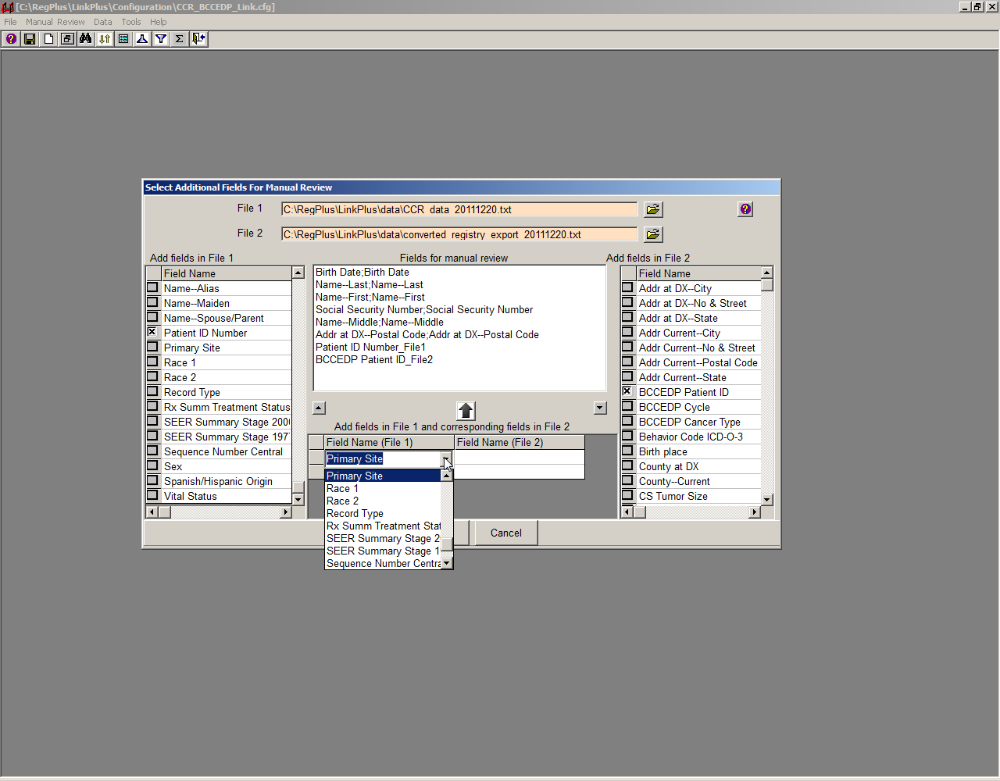 [C:\RegPlus\LinkPlus\Configuration\CCR_BCCEDP_Link.cfg]
File Manual Review Data Tools Help
Select Additional Fields For Manual Review
File 1 C:\RegPlus\LinkPlus\data\CCR_data_20111220.txt
File 2 C:\RegPlus\LinkPlus\data\converted_registry_export_20111220.txt
Add fields in File 1
Field Name
Name--Alias
Name--Maiden
Name--Spouse/Parent
Patient ID Number
Primary Site
Race 1
Race 2
Record Type
Rx Summ Treatment Status
SEER Summary Stage 200
SEER Summary Stage 197
Sequence Number Central
Sex
Spanish/Hispanic Origin
Vital Status
Fields for manual review
Birth Date;Birth Date
Name--Last;Name--Last
Name--First;Name--First
Social Security Number;Social Security Number
Name--Middle;Name--Middle
Addr at DX--Postal Code;Addr at DX--Postal Code
Patient ID Number_File1
BCCEDP Patient ID_File2
Add fields in File 1 and corresponding fields in File 2
Field Name (File 1) Field Name (File 2)
Primary Site
Primary Site
Race 1
Race 2
Record Type
Rx Summ Treatment Stat
SEER Summary Stage 2
SEER Summary Stage 1
Sequence Number Centra
Cancel
Add fields in File 2
Field Name
Addr at DX--City
Addr at DX--No & Street
Addr at DX--State
Addr Current--City
Addr Current--No & Street
Addr Current--Postal Code
Addr Current--State
BCCEDP Patient ID
BCCEDP Cycle
BCCEDP Cancer Type
Behavior Code ICD-O-3
Birth place
County at DX
County--Current
CS Tumor Size